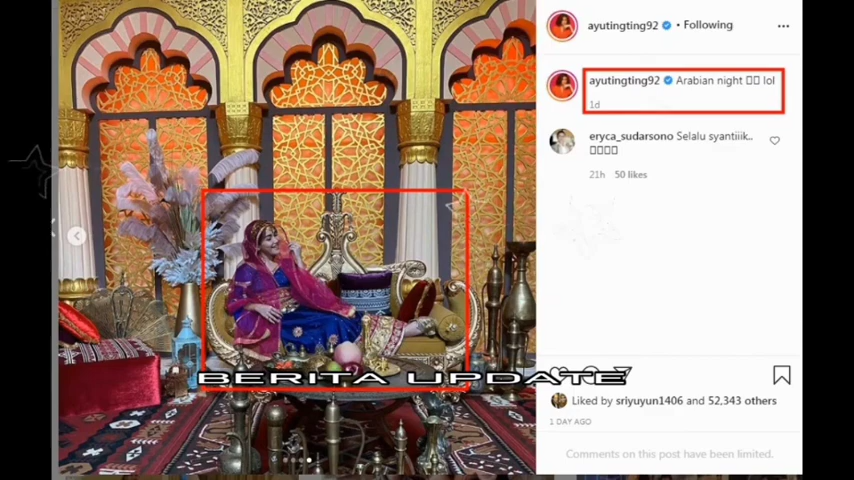 ayutingting92 • Following
ayutingting92 Arabian night lol
1d
eryca_sudarsono Selalu syantiiik..
21h 50 likes
BERITA UPDATE
Liked by sriyuyun1406 and 52,343 others
1 DAY AGO
Comments on this post have been limited.